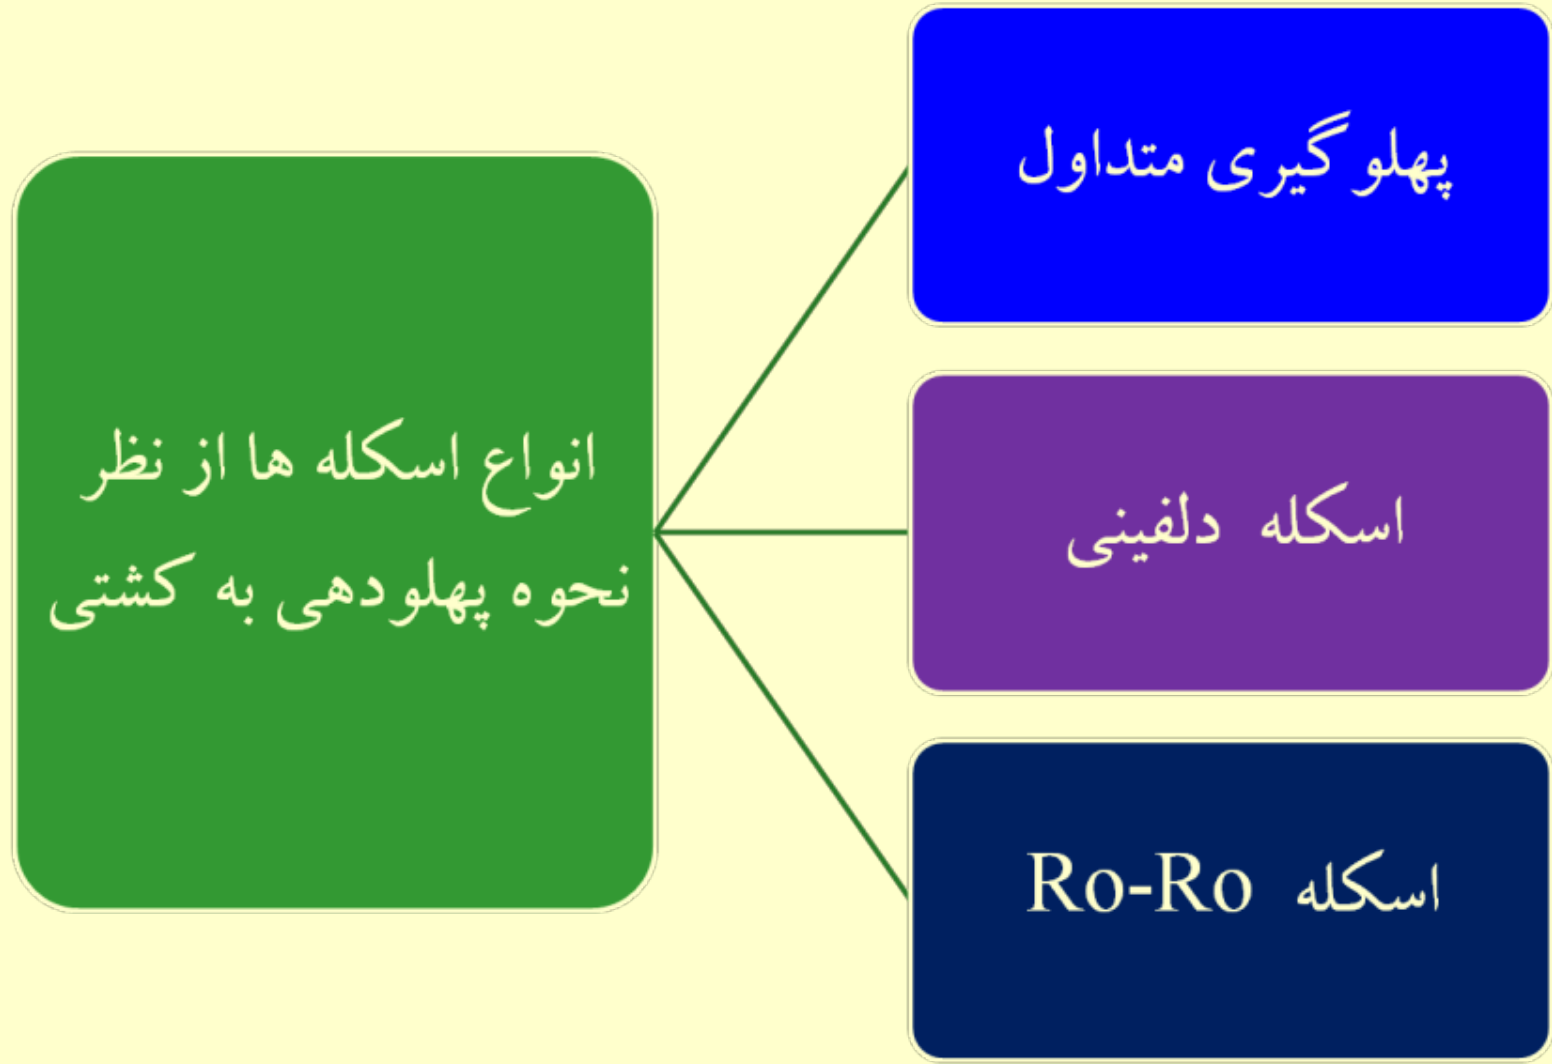 انواع اسکله ها از نظر
نحوه پهلودهی به کشتی
پهلوگیری متداول
اسکله دلفینی
اسکله Ro-Ro